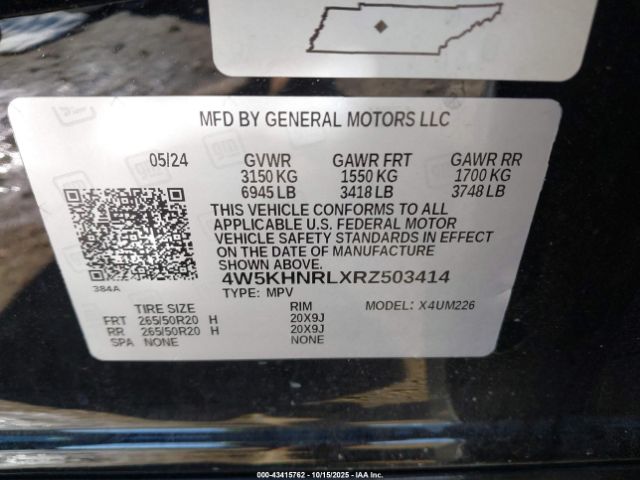 MFD BY GENERAL MOTORS LLC
05/24 GVWR GAWR FRT GAWR RR
3150 KG 1550 KG 1700 KG
6945 LB 3418 LB 3748 LB
THIS VEHICLE CONFORMS TO ALL
APPLICABLE U.S. FEDERAL MOTOR
VEHICLE SAFETY STANDARDS IN EFFECT
ON THE DATE OF MANUFACTURE
SHOWN ABOVE.
4W5KHNRLXRZ503414
384A
TYPE: MPV MODEL: X4UM226
TIRE SIZE RIM
FRT 265/50R20 H 20X9J
RR 265/50R20 H 20X9J
SPA NONE NONE
000-43415762 - 10/15/2025 - iaai.com